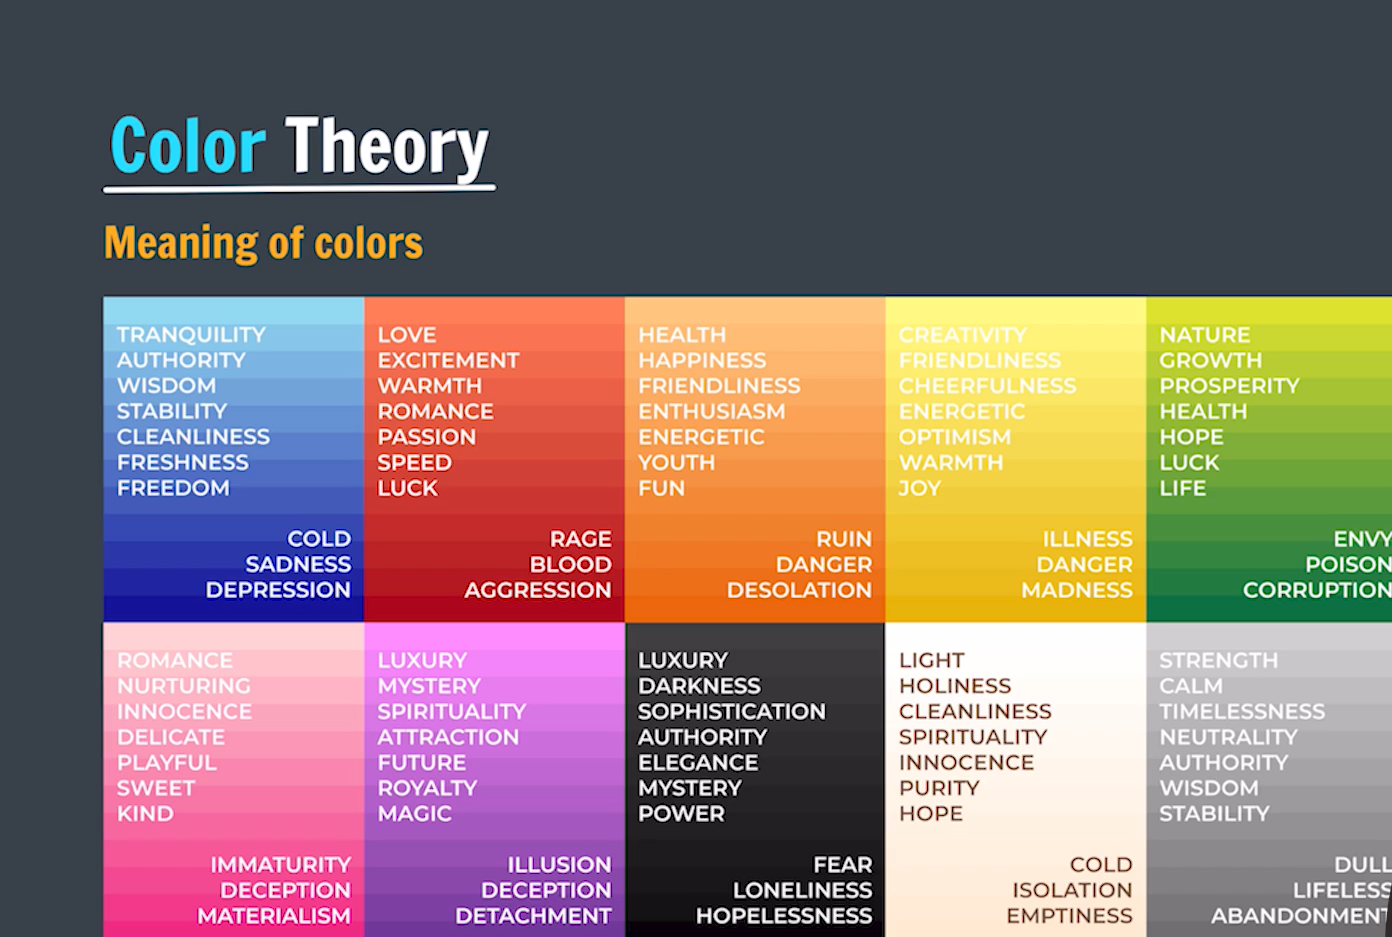 Color Theory
Meaning of colors
TRANQUILITY
AUTHORITY
WISDOM
STABILITY
CLEANLINESS
FRESHNESS
FREEDOM
COLD
SADNESS
DEPRESSION
LOVE
EXCITEMENT
WARMTH
ROMANCE
PASSION
SPEED
LUCK
RAGE
BLOOD
AGGRESSION
HEALTH
HAPPINESS
FRIENDLINESS
ENTHUSIASM
ENERGETIC
YOUTH
FUN
RUIN
DANGER
DESOLATION
CREATIVITY
FRIENDLINESS
CHEERFULNESS
ENERGETIC
OPTIMISM
WARMTH
JOY
ILLNESS
DANGER
MADNESS
NATURE
GROWTH
PROSPERITY
HEALTH
HOPE
LUCK
LIFE
ENVY
POISON
CORRUPTION
ROMANCE
NURTURING
INNOCENCE
DELICATE
PLAYFUL
SWEET
KIND
IMMATURITY
DECEPTION
MATERIALISM
LUXURY
MYSTERY
SPIRITUALITY
ATTRACTION
FUTURE
ROYALTY
MAGIC
ILLUSION
DECEPTION
DETACHMENT
LUXURY
DARKNESS
SOPHISTICATION
AUTHORITY
ELEGANCE
MYSTERY
POWER
FEAR
LONELINESS
HOPELESSNESS
LIGHT
HOLINESS
CLEANLINESS
SPIRITUALITY
INNOCENCE
PURITY
HOPE
COLD
ISOLATION
EMPTINESS
STRENGTH
CALM
TIMELESSNESS
NEUTRALITY
AUTHORITY
WISDOM
STABILITY
DULL
LIFELESS
ABANDONMENT